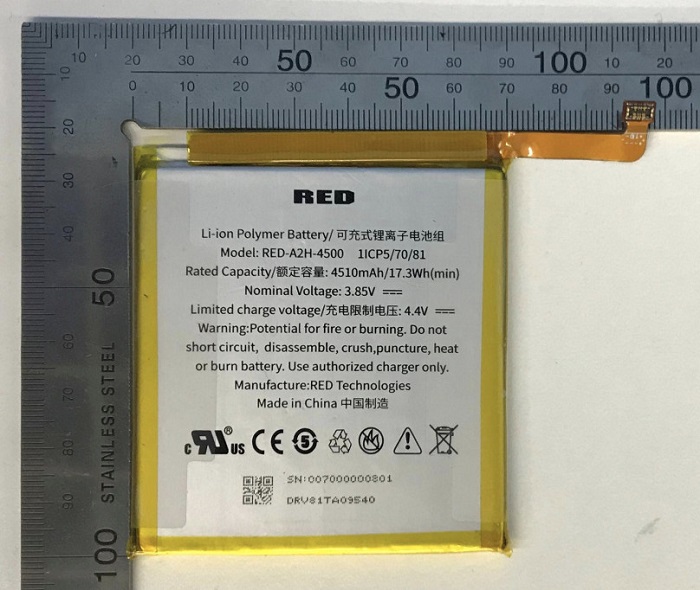 10 20 30 40 50 60 70 80 90 100 10 20
10 0 10 20 30 40 50 60 70 80 90 100
20
30
40
50
60
70
80
90
100
STAINLESS STEEL
RED
Li-ion Polymer Battery/ 可充式锂离子电池组
Model: RED-A2H-4500 1ICP5/70/81
Rated Capacity/额定容量: 4510mAh/17.3Wh(min)
Nominal Voltage: 3.85V
Limited charge voltage/充电限制电压: 4.4V
Warning:Potential for fire or burning. Do not
short circuit, disassemble, crush,puncture, heat
or burn battery. Use authorized charger only.
Manufacture:RED Technologies
Made in China 中国制造
c RU® US CE 5
SN:007000000801
DRV81TA09540